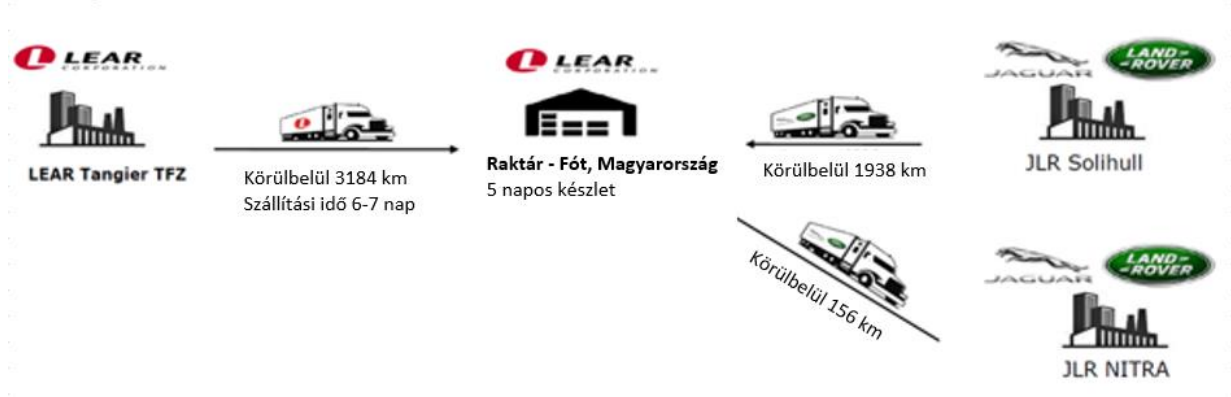 LEAR
CORPORATION
LEAR Tangier TFZ
Körülbelül 3184 km
Szállítási idő 6-7 nap
LEAR
CORPORATION
Raktár - Fót, Magyarország
5 napos készlet
Körülbelül 1938 km
Körülbelül 156 km
JAGUAR
LAND-
-ROVER
JLR Solihull
JAGUAR
LAND-
-ROVER
JLR NITRA